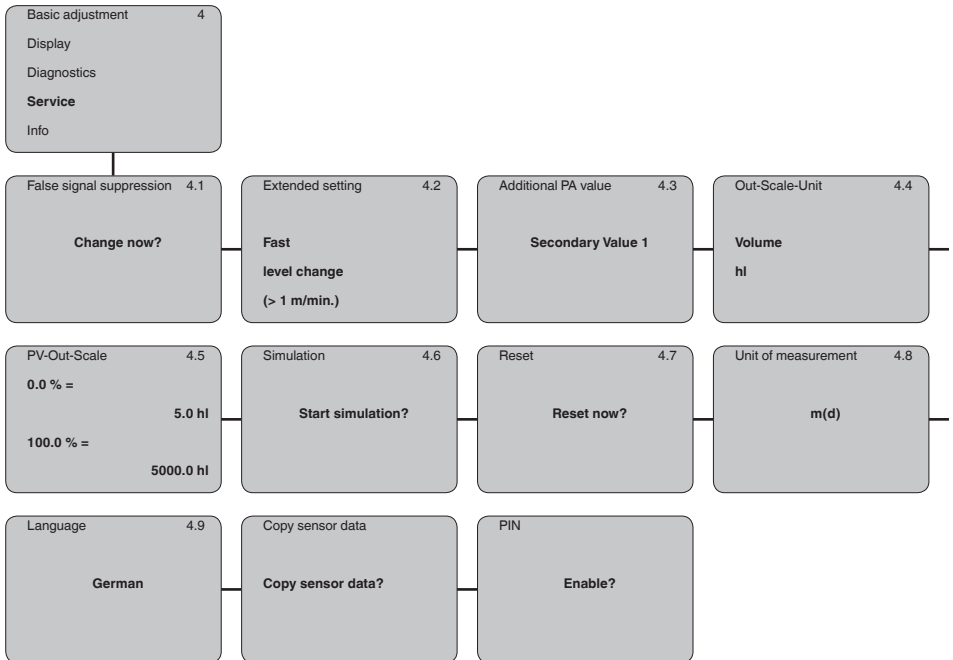 Basic adjustment 4
Display
Diagnostics
Service
Info
False signal suppression 4.1
Change now?
Extended setting 4.2
Fast
level change
(> 1 m/min.)
Additional PA value 4.3
Secondary Value 1
Out-Scale-Unit 4.4
Volume
hl
PV-Out-Scale 4.5
0.0 % =
5.0 hl
100.0 % =
5000.0 hl
Simulation 4.6
Start simulation?
Reset 4.7
Reset now?
Unit of measurement 4.8
m(d)
Language 4.9
German
Copy sensor data
Copy sensor data?
PIN
Enable?